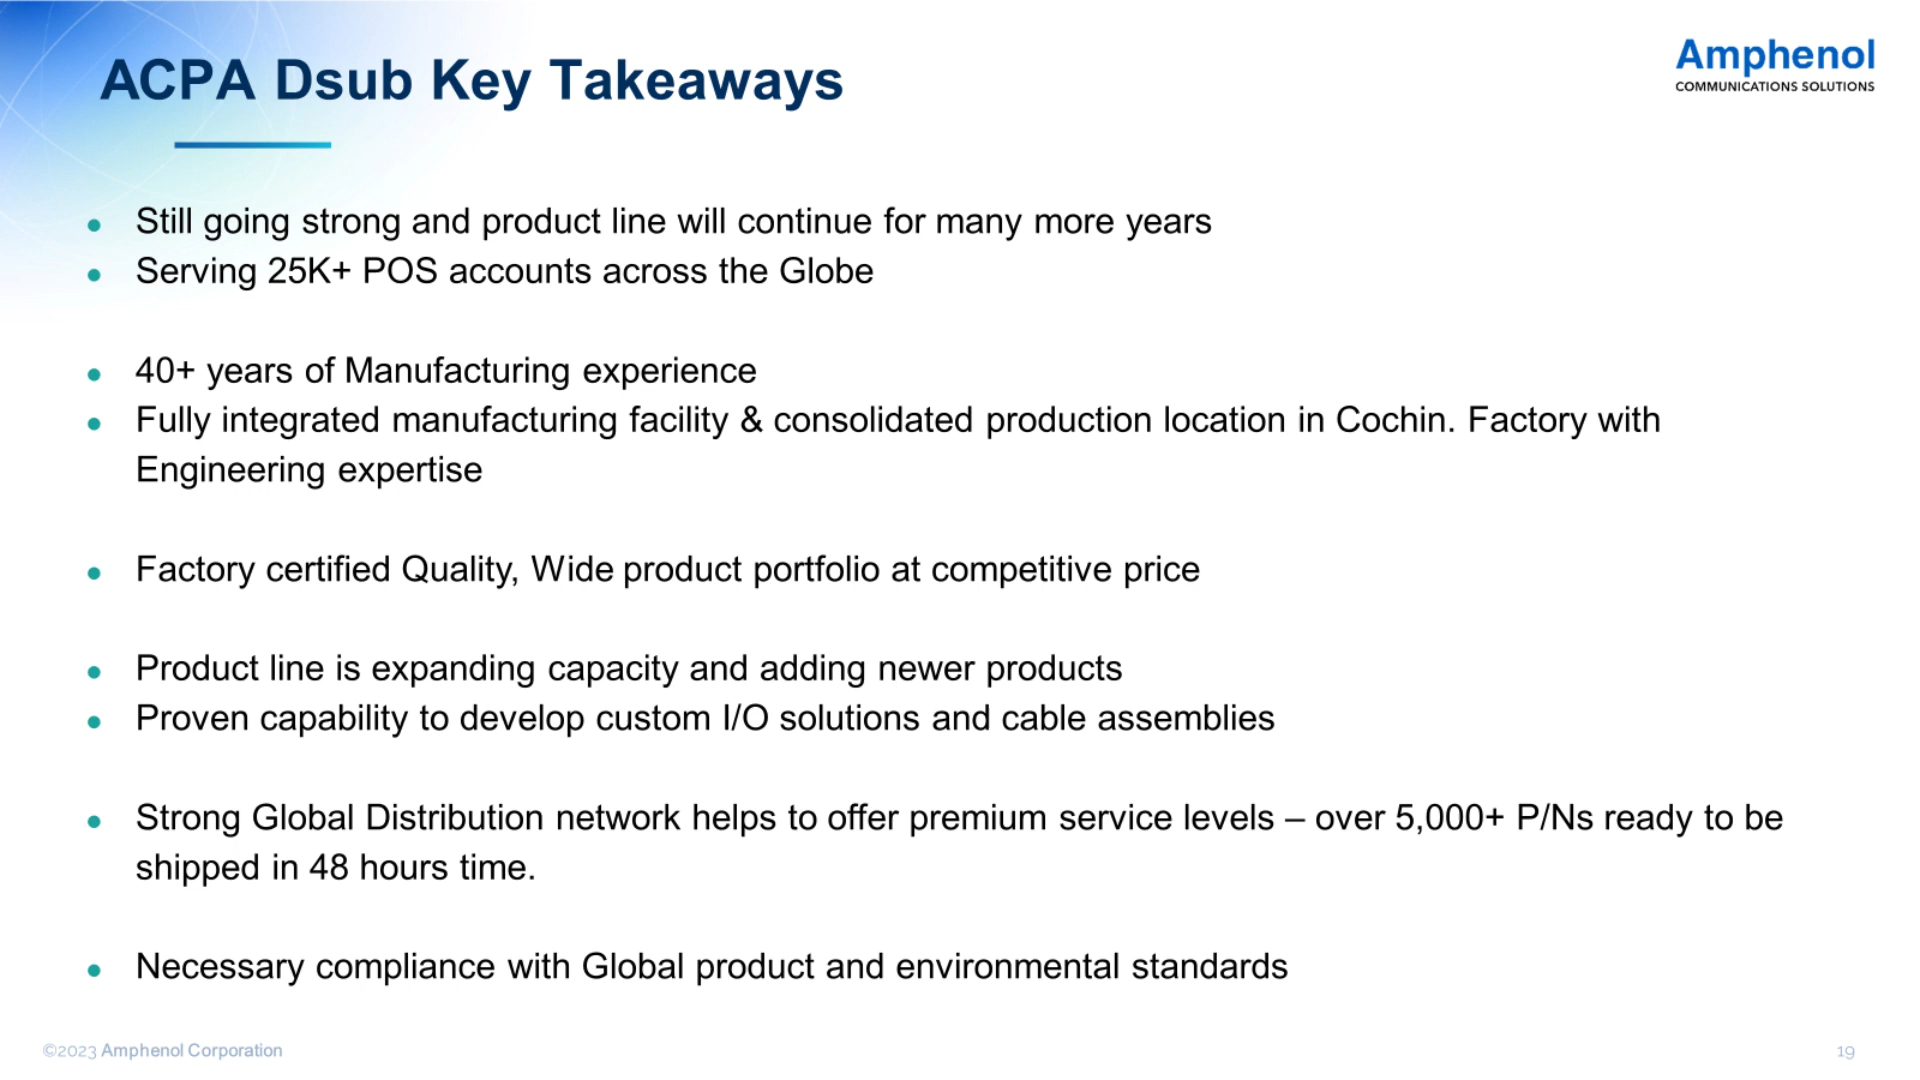 ACPA Dsub Key Takeaways
Amphenol
COMMUNICATIONS SOLUTIONS
● Still going strong and product line will continue for many more years
● Serving 25K+ POS accounts across the Globe
● 40+ years of Manufacturing experience
● Fully integrated manufacturing facility & consolidated production location in Cochin. Factory with
Engineering expertise
● Factory certified Quality, Wide product portfolio at competitive price
● Product line is expanding capacity and adding newer products
● Proven capability to develop custom I/O solutions and cable assemblies
● Strong Global Distribution network helps to offer premium service levels – over 5,000+ P/Ns ready to be
shipped in 48 hours time.
● Necessary compliance with Global product and environmental standards
©2023 Amphenol Corporation
19